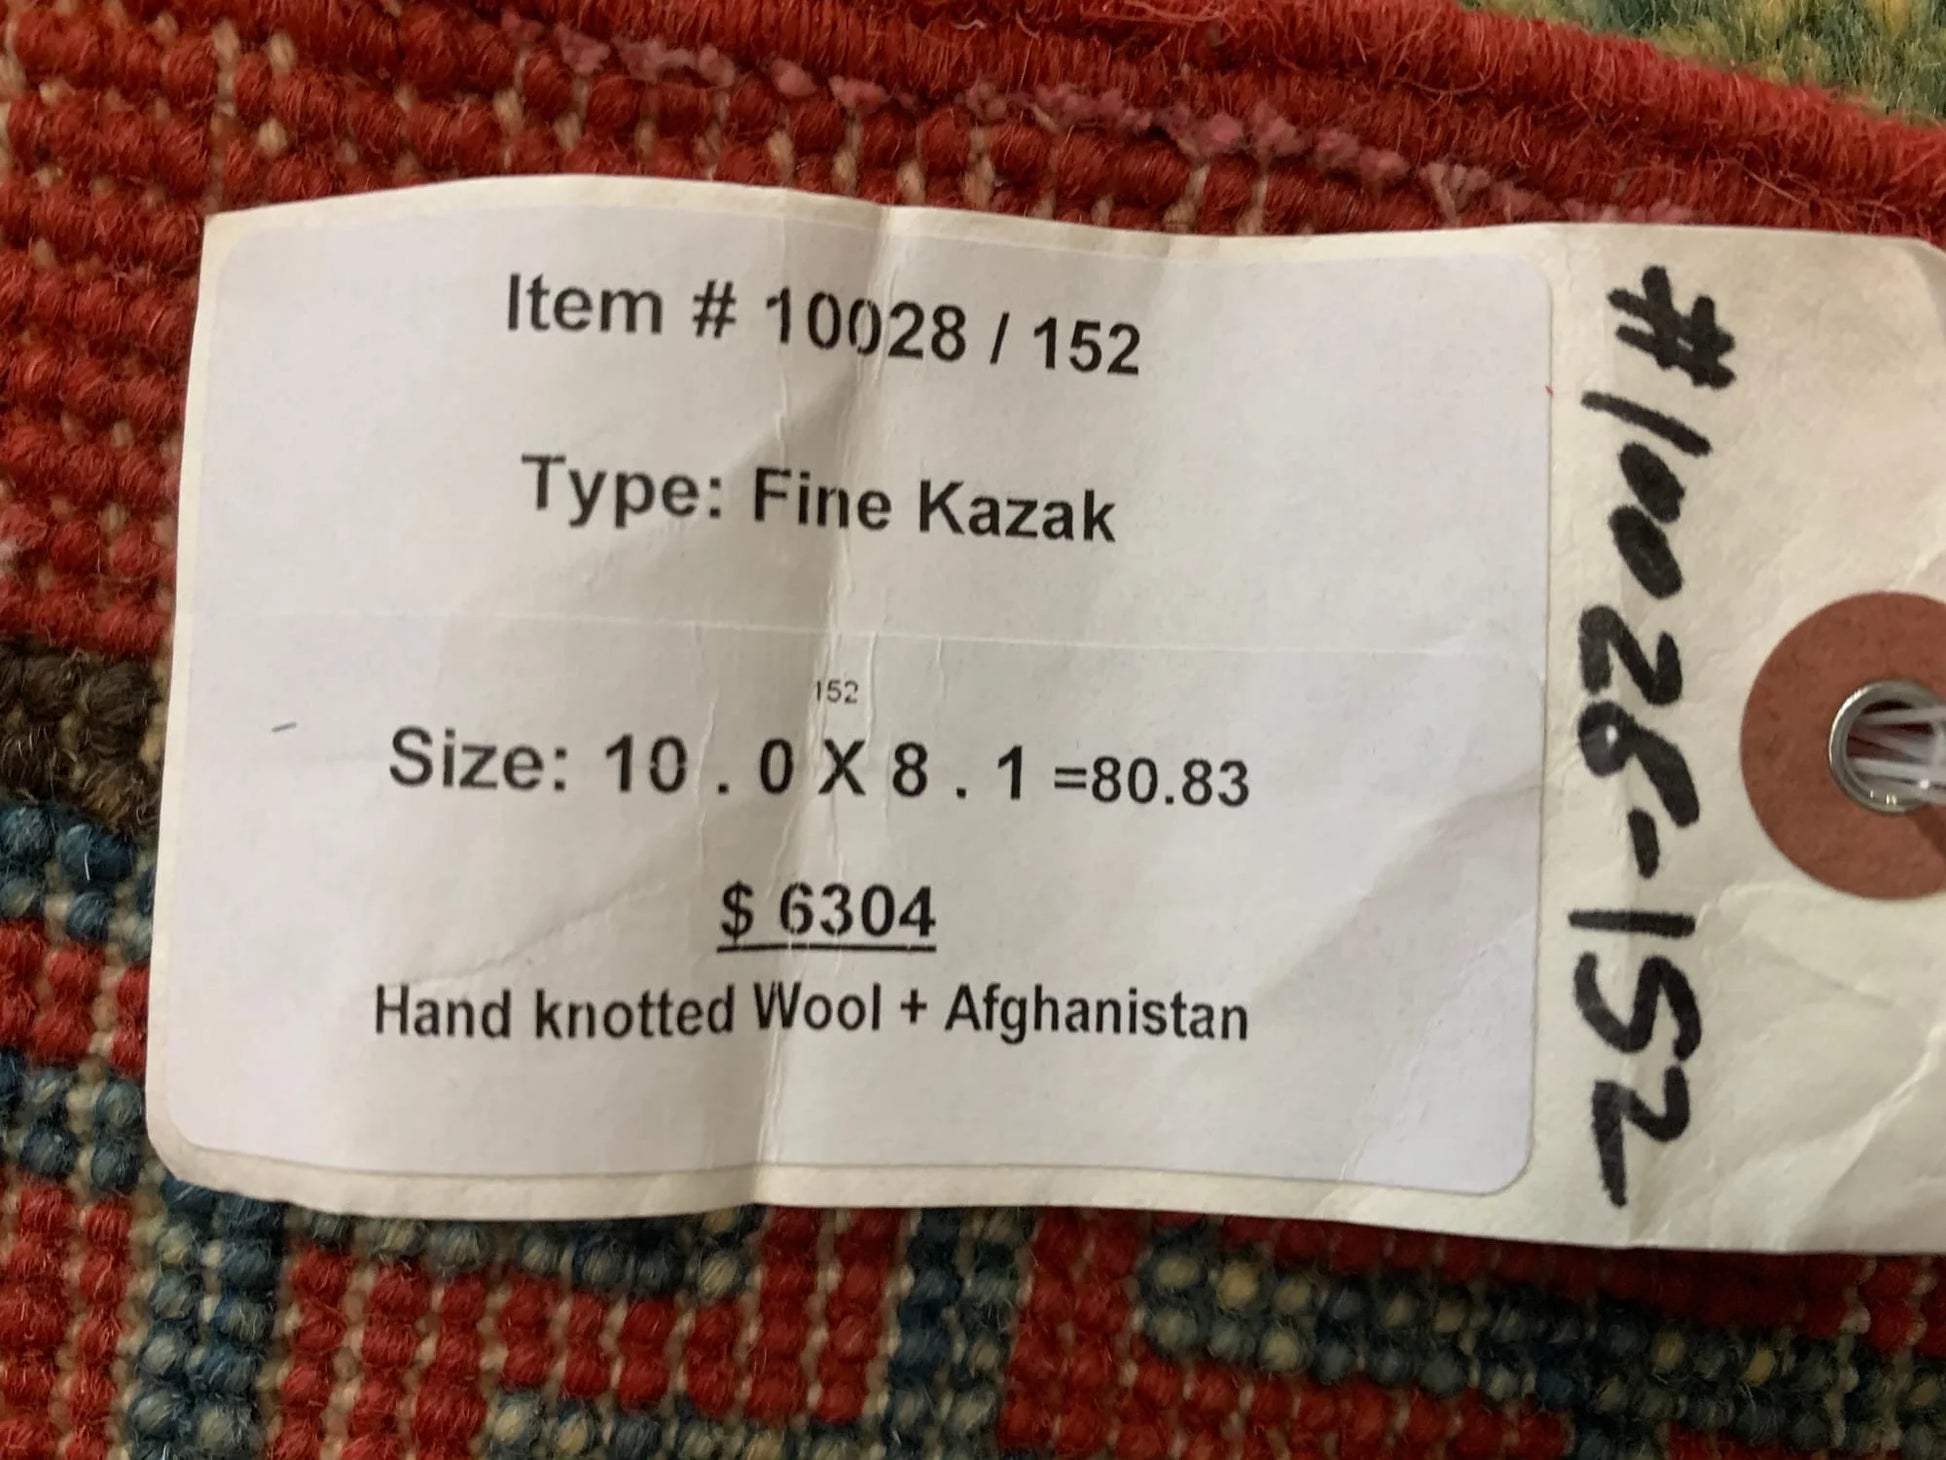 Item # 10028 / 152
Type: Fine Kazak
152
Size: 10 . 0 X 8 . 1 =80.83
$ 6304
Hand knotted Wool + Afghanistan
#10028-152